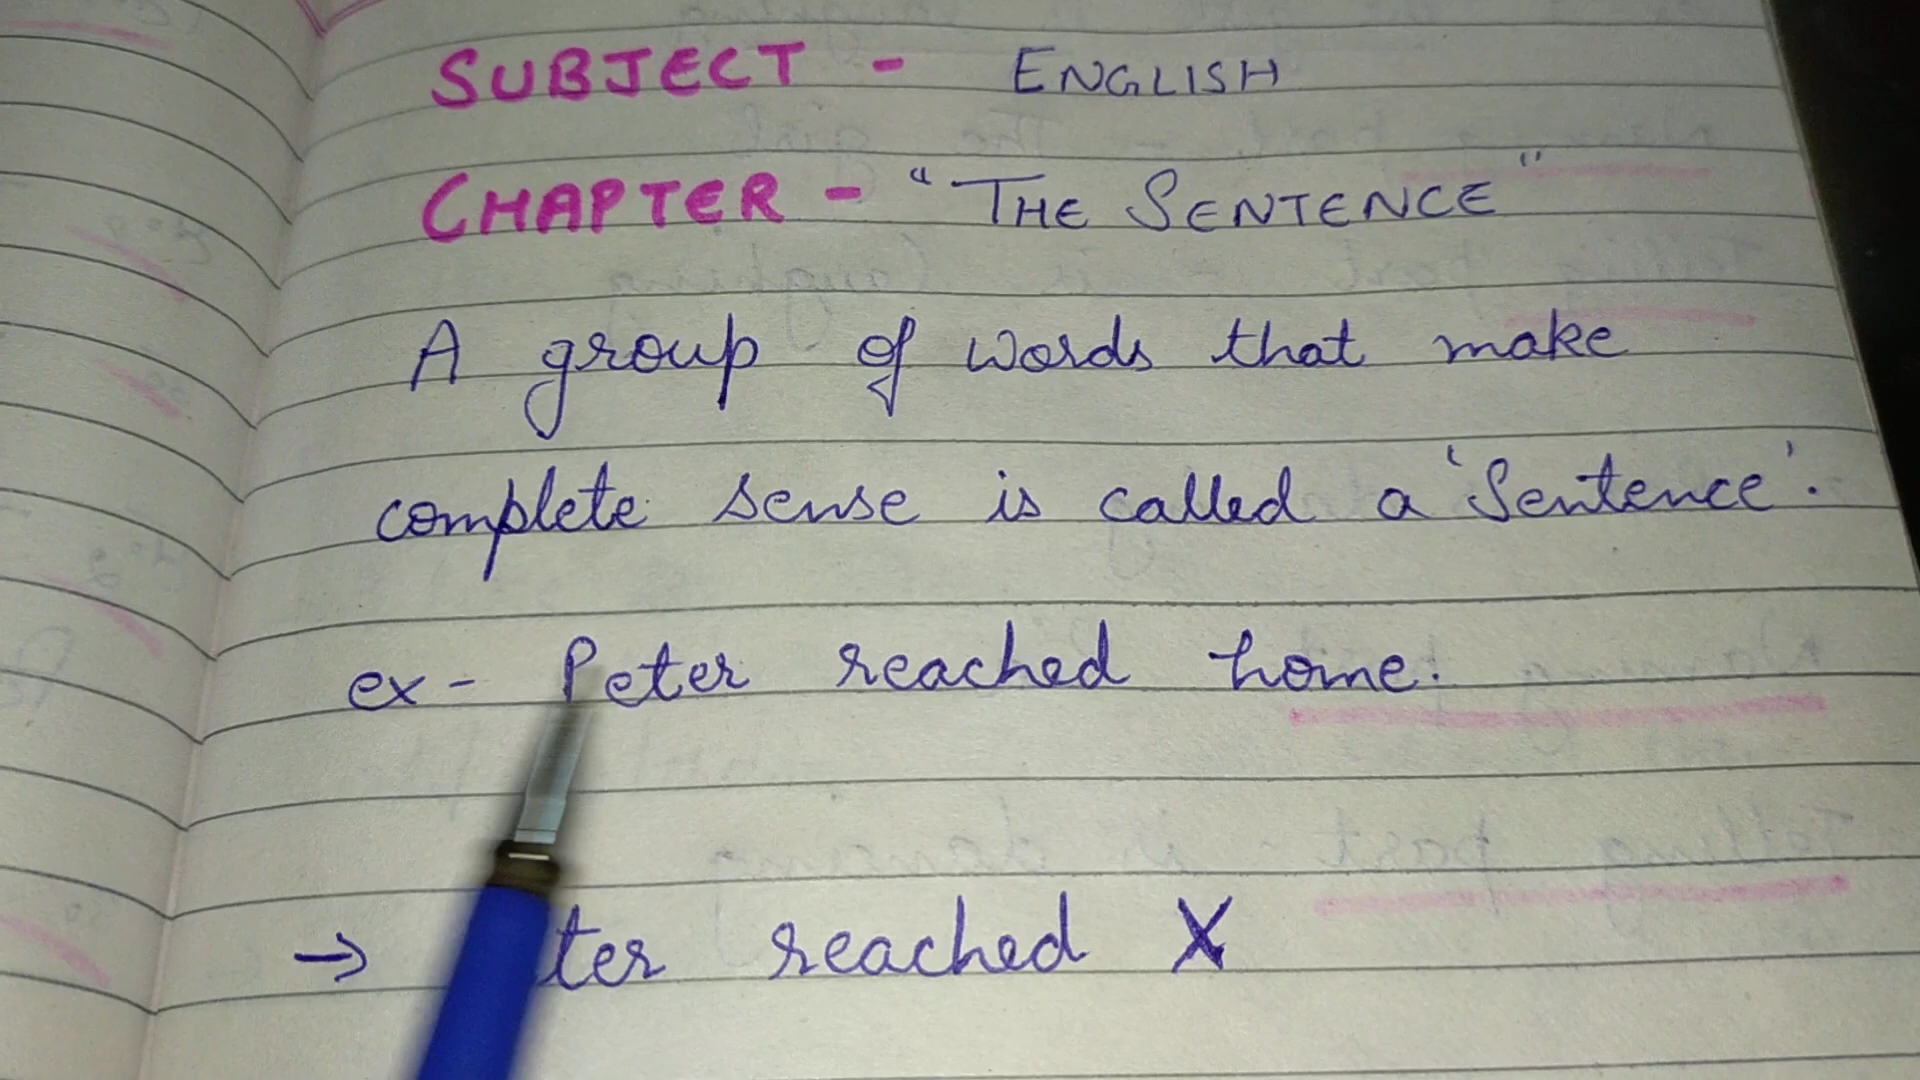 SUBJECT - ENGLISH
CHAPTER - "THE SENTENCE"
A group of words that make
complete sense is called a 'Sentence'.
ex- Peter reached home.
→ ter reached X